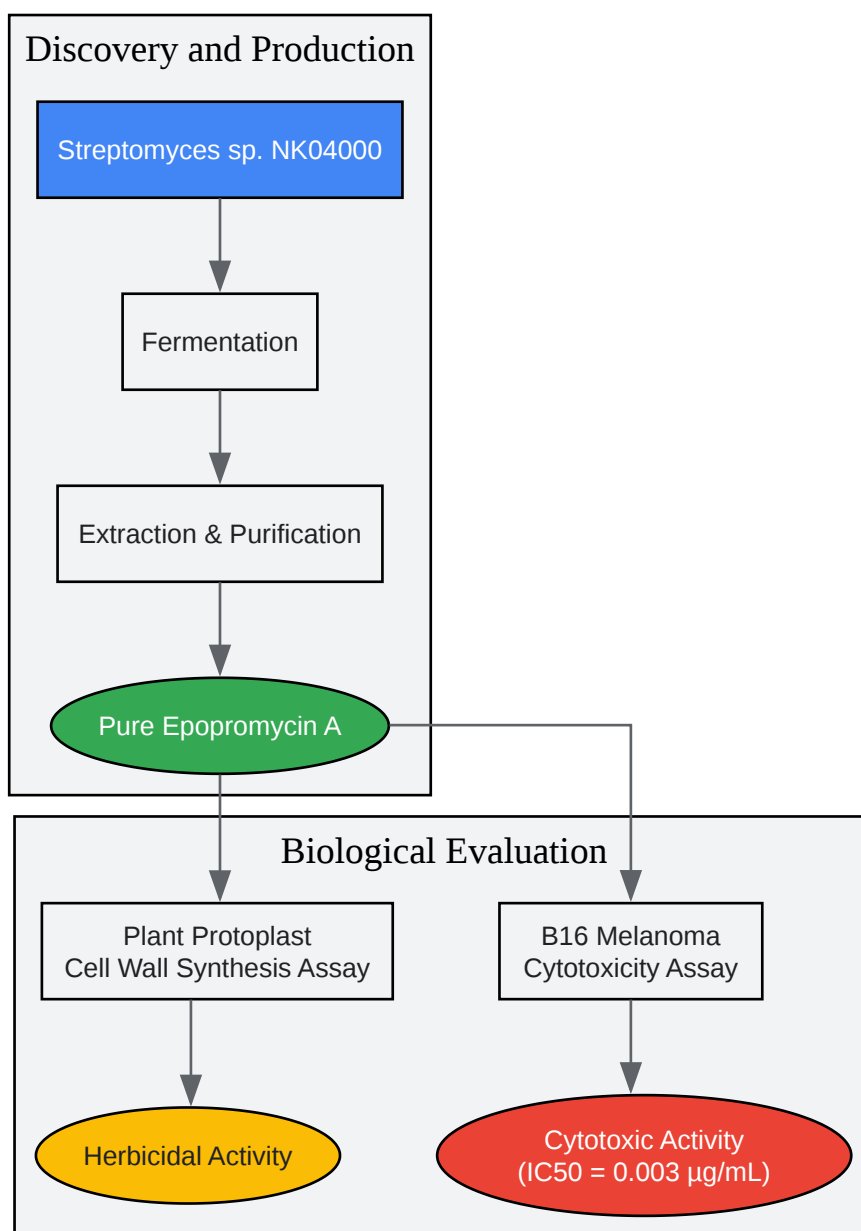 Discovery and Production
Streptomyces sp. NK04000
Fermentation
Extraction & Purification
Pure Epopromycin A
Biological Evaluation
Plant Protoplast
Cell Wall Synthesis Assay
B16 Melanoma
Cytotoxicity Assay
Herbicidal Activity
Cytotoxic Activity
(IC50 = 0.003 µg/mL)